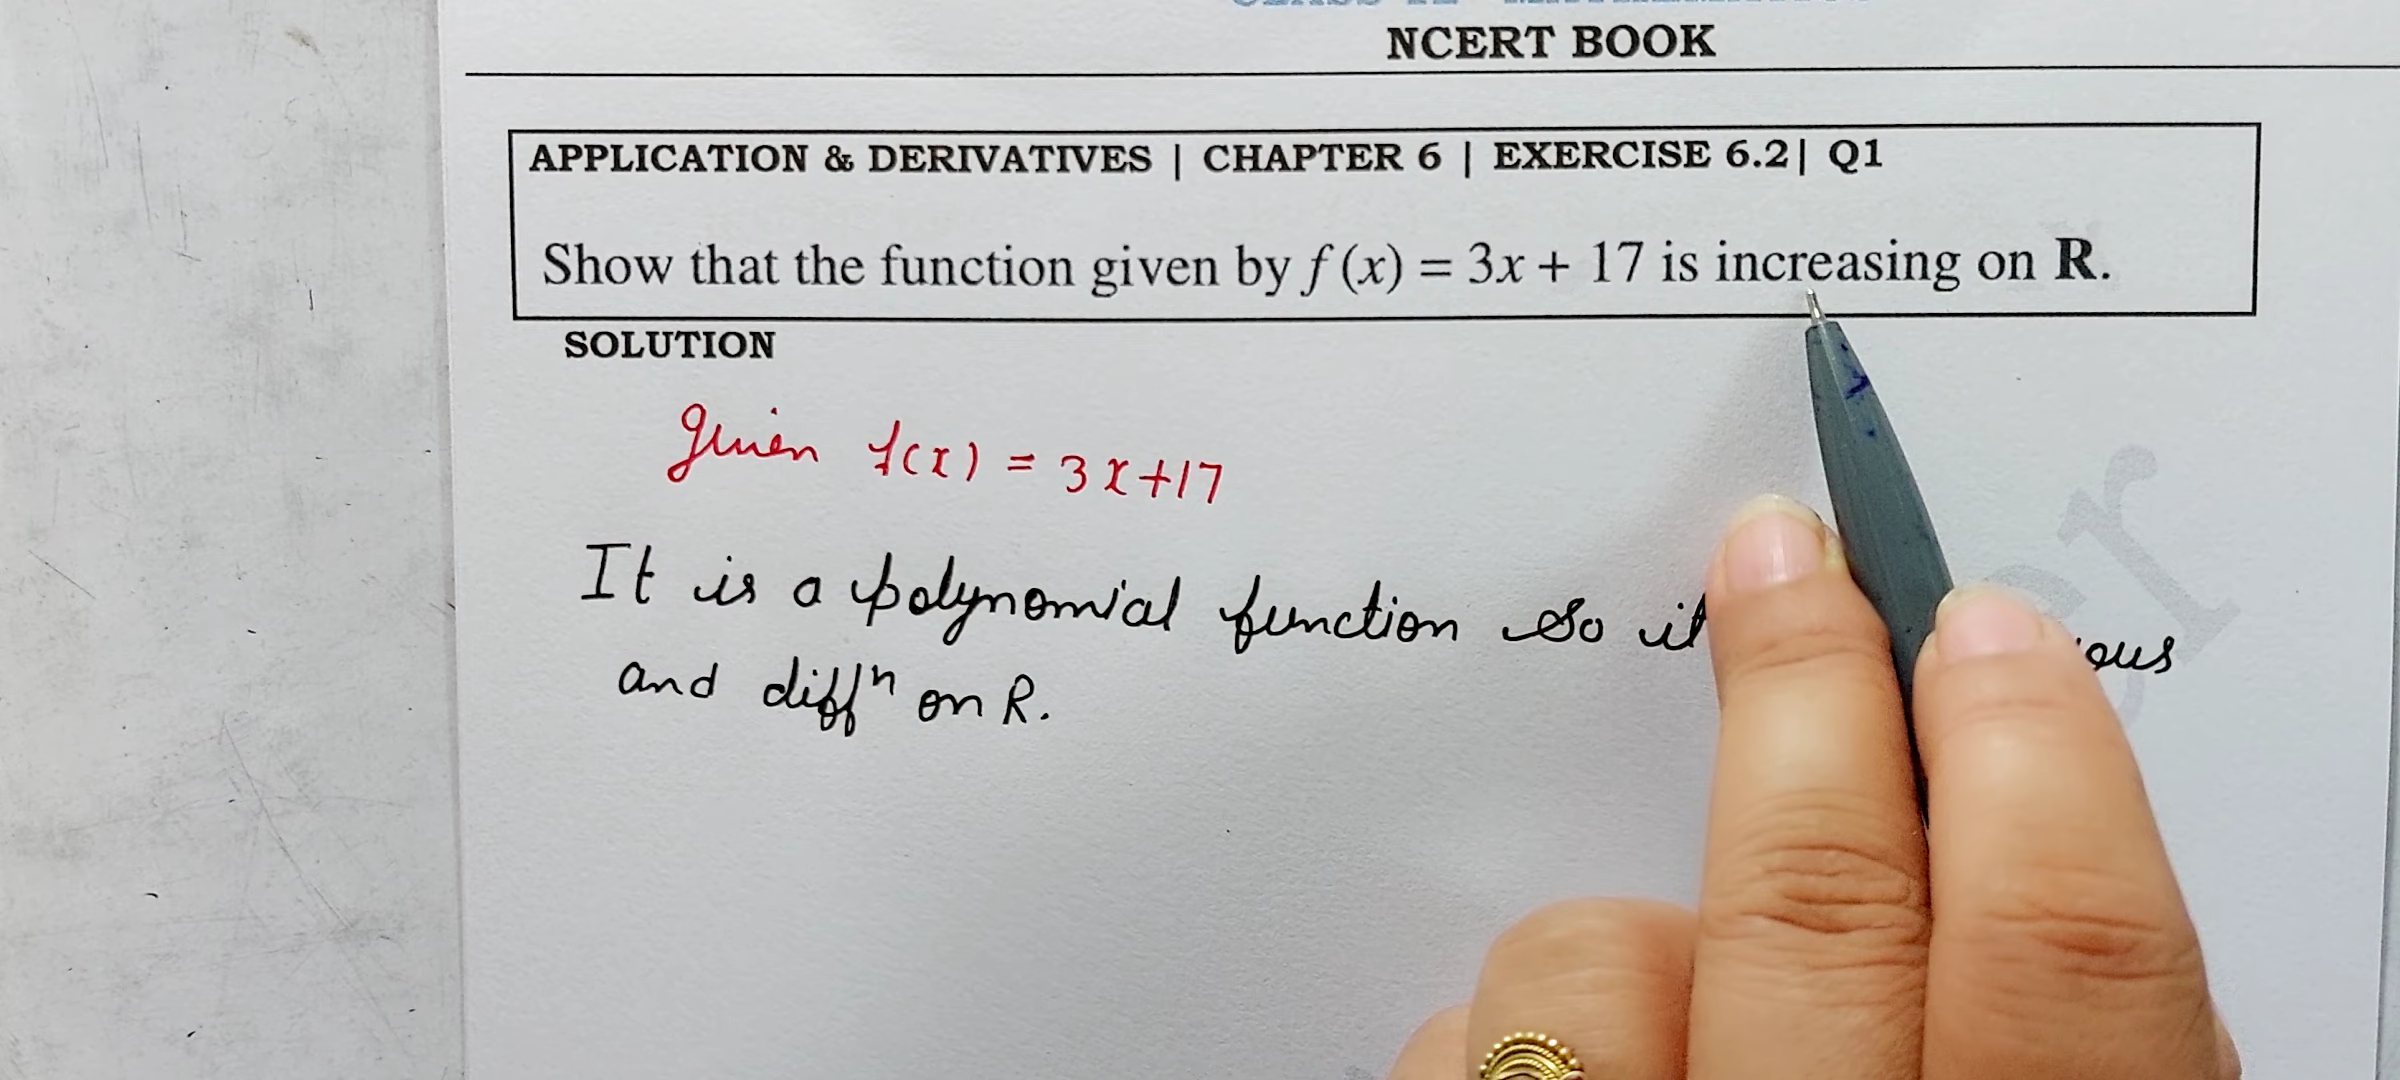 NCERT BOOK
APPLICATION & DERIVATIVES | CHAPTER 6 | EXERCISE 6.2| Q1
Show that the function given by f (x) = 3x + 17 is increasing on R.
SOLUTION
Given f(x) = 3x+17
It is a polynomial function so it
and diffⁿ on R.